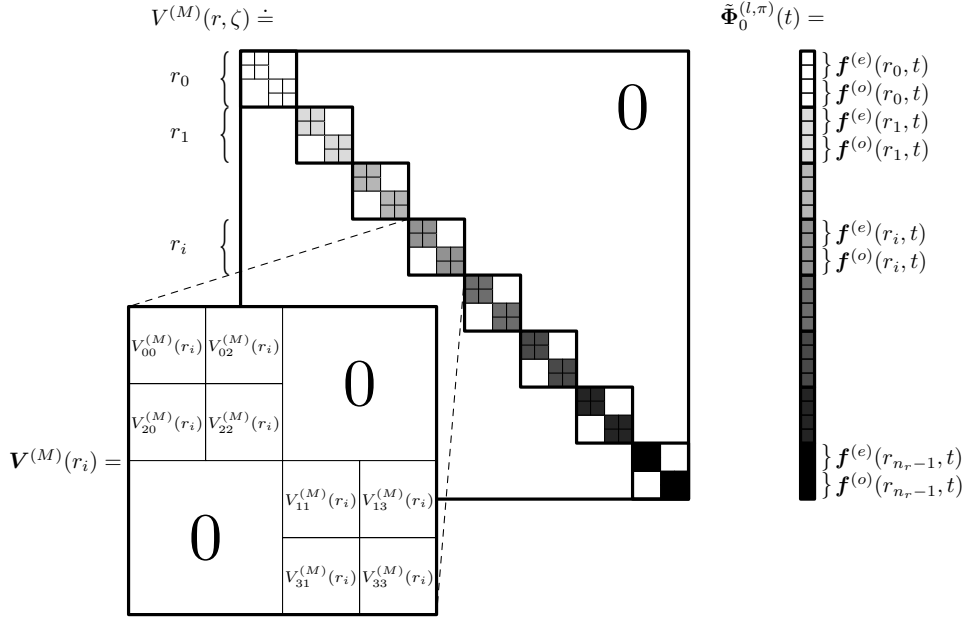 V^{(M)}(r, ζ) ≐
Φ̃_0^{(l,π)}(t) =
r_0
0
} f^{(e)}(r_0, t)
} f^{(o)}(r_0, t)
r_1
} f^{(e)}(r_1, t)
} f^{(o)}(r_1, t)
r_i
} f^{(e)}(r_i, t)
} f^{(o)}(r_i, t)
V_{00}^{(M)}(r_i) V_{02}^{(M)}(r_i)
0
V_{20}^{(M)}(r_i) V_{22}^{(M)}(r_i)
V^{(M)}(r_i) =
} f^{(e)}(r_{n_r−1}, t)
} f^{(o)}(r_{n_r−1}, t)
V_{11}^{(M)}(r_i) V_{13}^{(M)}(r_i)
0
V_{31}^{(M)}(r_i) V_{33}^{(M)}(r_i)